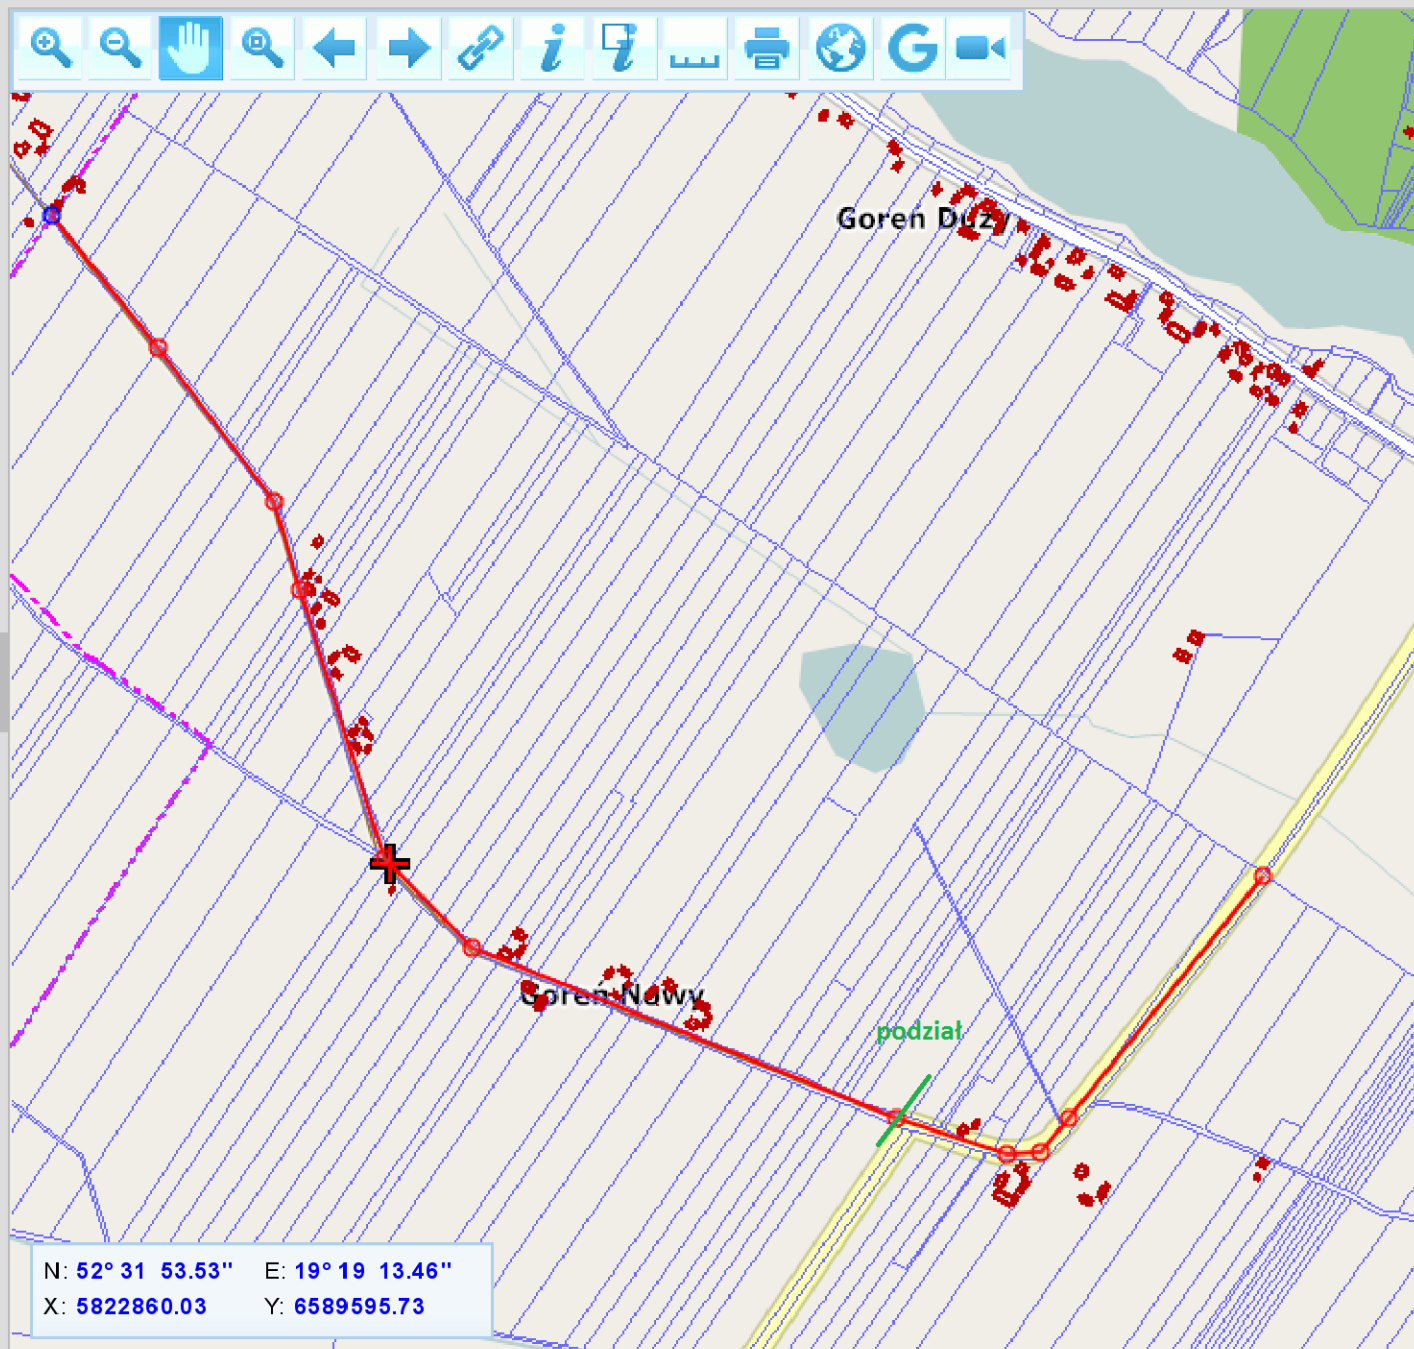 Goreń Duży
Goreń Nowy
podział
N: 52° 31 53.53" E: 19° 19 13.46"
X: 5822860.03 Y: 6589595.73